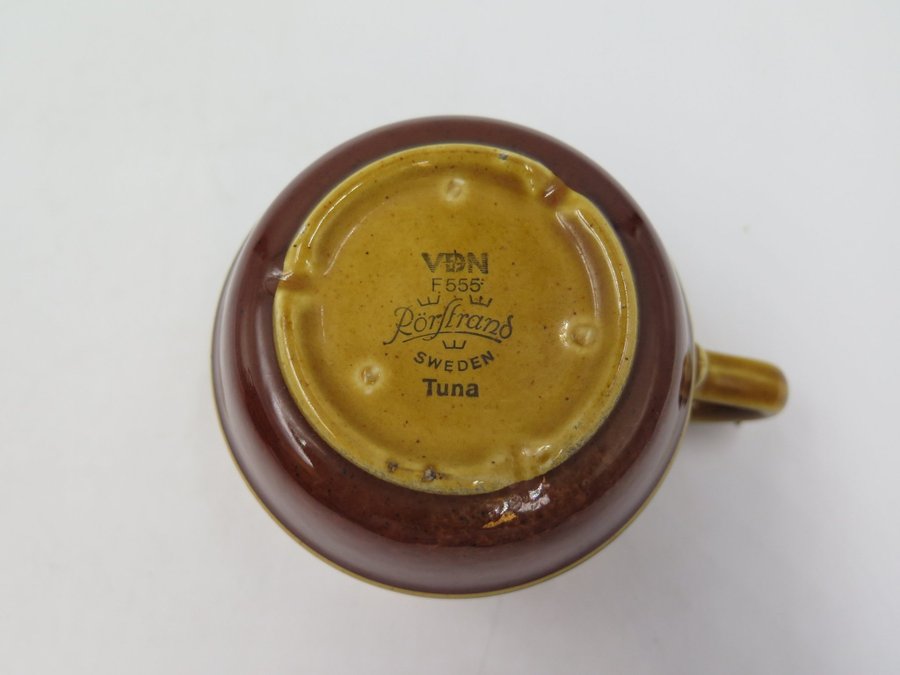 VDN
F555
Rörstrand
SWEDEN
Tuna